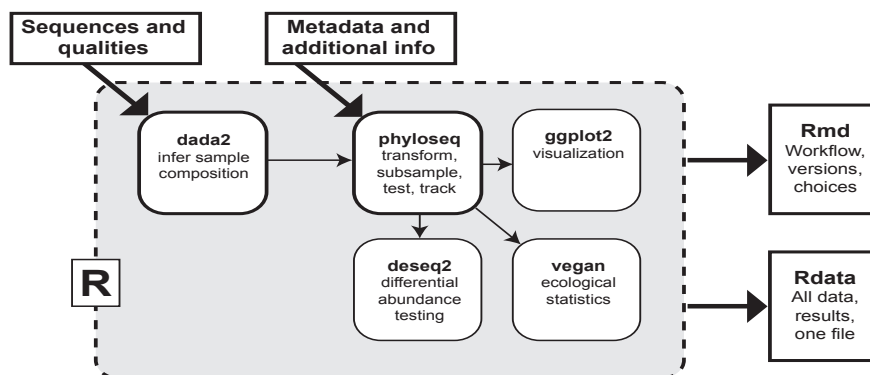 Sequences and
qualities
Metadata and
additional info
dada2
infer sample
composition
phyloseq
transform,
subsample,
test, track
ggplot2
visualization
Rmd
Workflow,
versions,
choices
R
deseq2
differential
abundance
testing
vegan
ecological
statistics
Rdata
All data,
results,
one file